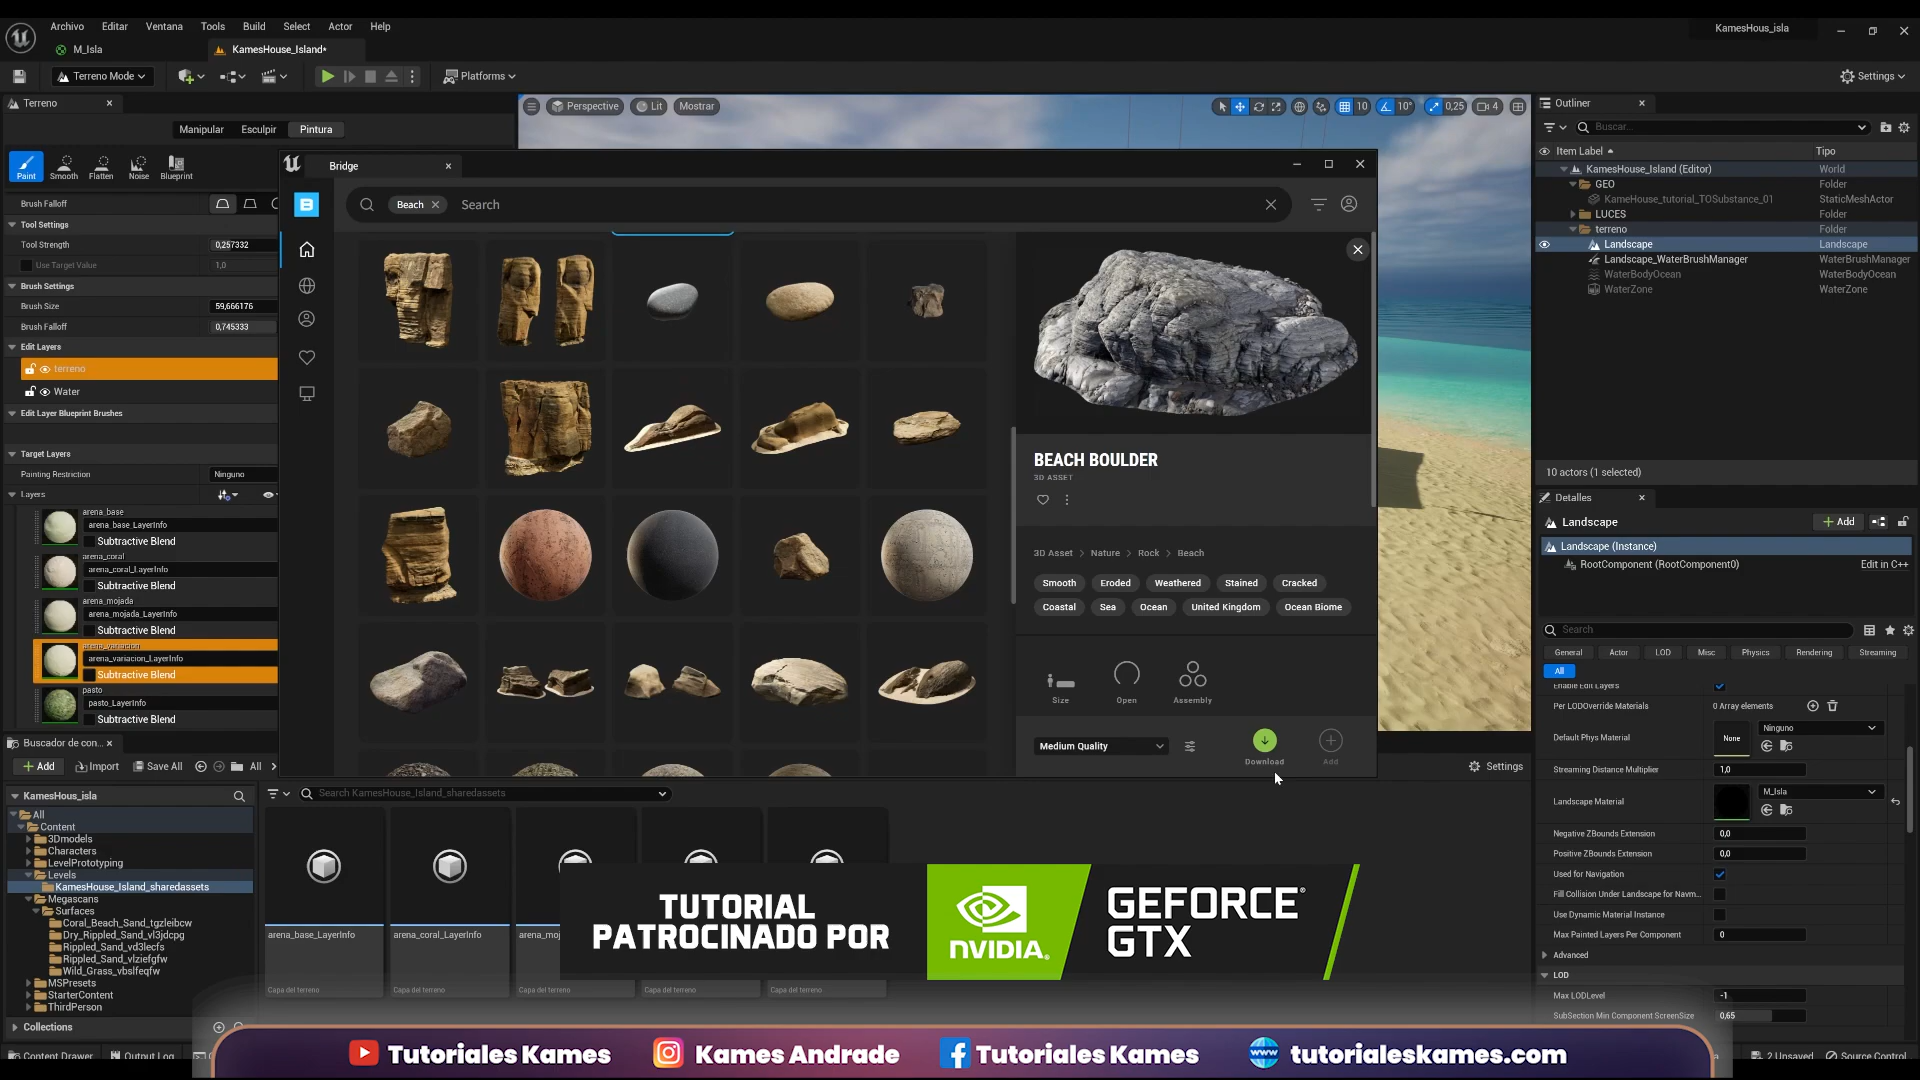 Archivo Editar Ventana Tools Build Select Actor Help
KamesHous_isla
M_Isla
KamesHouse_Island*
Terreno Mode
Platforms
Settings
Terreno
Manipular Esculpir Pintura
Paint Smooth Flatten Noise Blueprint
Brush Falloff
Tool Settings
Tool Strength 0,257332
Use Target Value 1,0
Brush Settings
Brush Size 59,666176
Brush Falloff 0,745333
Edit Layers
terreno
Water
Edit Layer Blueprint Brushes
Target Layers
Painting Restriction Ninguno
Layers
arena_base
arena_base_LayerInfo
Subtractive Blend
arena_coral
arena_coral_LayerInfo
Subtractive Blend
arena_mojada
arena_mojada_LayerInfo
Subtractive Blend
arena_variacion
arena_variacion_LayerInfo
Subtractive Blend
pasto
pasto_LayerInfo
Subtractive Blend
Perspective Lit Mostrar
10 10° 0,25 4
Bridge
Beach Search
BEACH BOULDER
3D ASSET
3D Asset > Nature > Rock > Beach
Smooth Eroded Weathered Stained Cracked
Coastal Sea Ocean United Kingdom Ocean Biome
Size Open Assembly
Medium Quality
Download Add
Outliner
Buscar...
Item Label Tipo
KamesHouse_Island (Editor) World
GEO Folder
KameHouse_tutorial_TOSubstance_01 StaticMeshActor
LUCES Folder
terreno Folder
Landscape Landscape
Landscape_WaterBrushManager WaterBrushManager
WaterBodyOcean WaterBodyOcean
WaterZone WaterZone
10 actors (1 selected)
Detalles
Landscape
Add
Landscape (Instance)
RootComponent (RootComponent0) Edit in C++
Search
General Actor LOD Misc Physics Rendering Streaming
All
Enable Edit Layers
Per LODOverride Materials 0 Array elements
Default Phys Material None Ninguno
Streaming Distance Multiplier 1,0
Landscape Material M_Isla
Negative ZBounds Extension 0,0
Positive ZBounds Extension 0,0
Used for Navigation
Fill Collision Under Landscape for Navm...
Use Dynamic Material Instance
Max Painted Layers Per Component 0
Advanced
LOD
Max LODLevel -1
SubSection Min Component ScreenSize 0,65
Buscador de con...
Add Import Save All All
Settings
KamesHous_isla
Search KamesHouse_Island_sharedassets
All
Content
3Dmodels
Characters
LevelPrototyping
Levels
KamesHouse_Island_sharedassets
Megascans
Surfaces
Coral_Beach_Sand_tgzleibcw
Dry_Rippled_Sand_vl3jdcpg
Rippled_Sand_vd3lecfs
Rippled_Sand_vlziefgfw
Wild_Grass_vbslfeqfw
MSPresets
StarterContent
ThirdPerson
Collections
arena_base_LayerInfo arena_coral_LayerInfo arena_mo
Capa del terreno Capa del terreno Capa del terreno Capa del terreno Capa del terreno
TUTORIAL
PATROCINADO POR
NVIDIA.
GEFORCE®
GTX
Content Drawer Output Log
2 Unsaved Source Control
Tutoriales Kames Kames Andrade Tutoriales Kames tutorialeskames.com